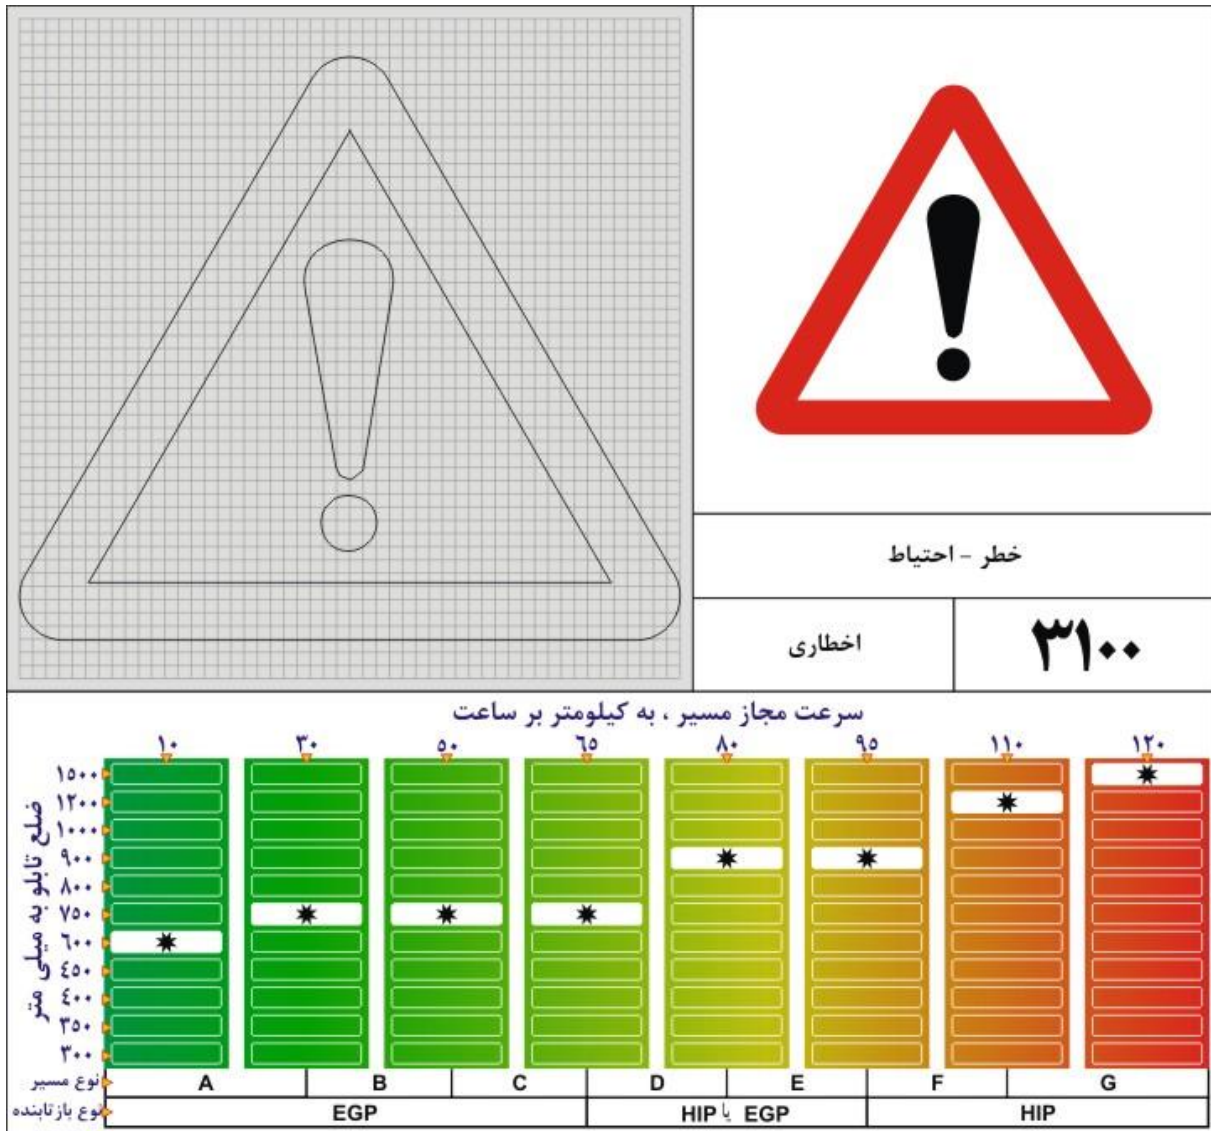 خطر - احتیاط
اخطاری
۳۱۰۰
سرعت مجاز مسیر ، به کیلومتر بر ساعت
۱۰ ۳۰ ۵۰ ۶۵ ۸۰ ۹۵ ۱۱۰ ۱۲۰
ضلع تابلو به میلی متر
۱۵۰۰
۱۲۰۰
۱۰۰۰
۹۰۰
۸۰۰
۷۵۰
۶۰۰
۴۵۰
۴۰۰
۳۵۰
۳۰۰
نوع مسیر A B C D E F G
نوع بازتابنده EGP HIP یا EGP HIP